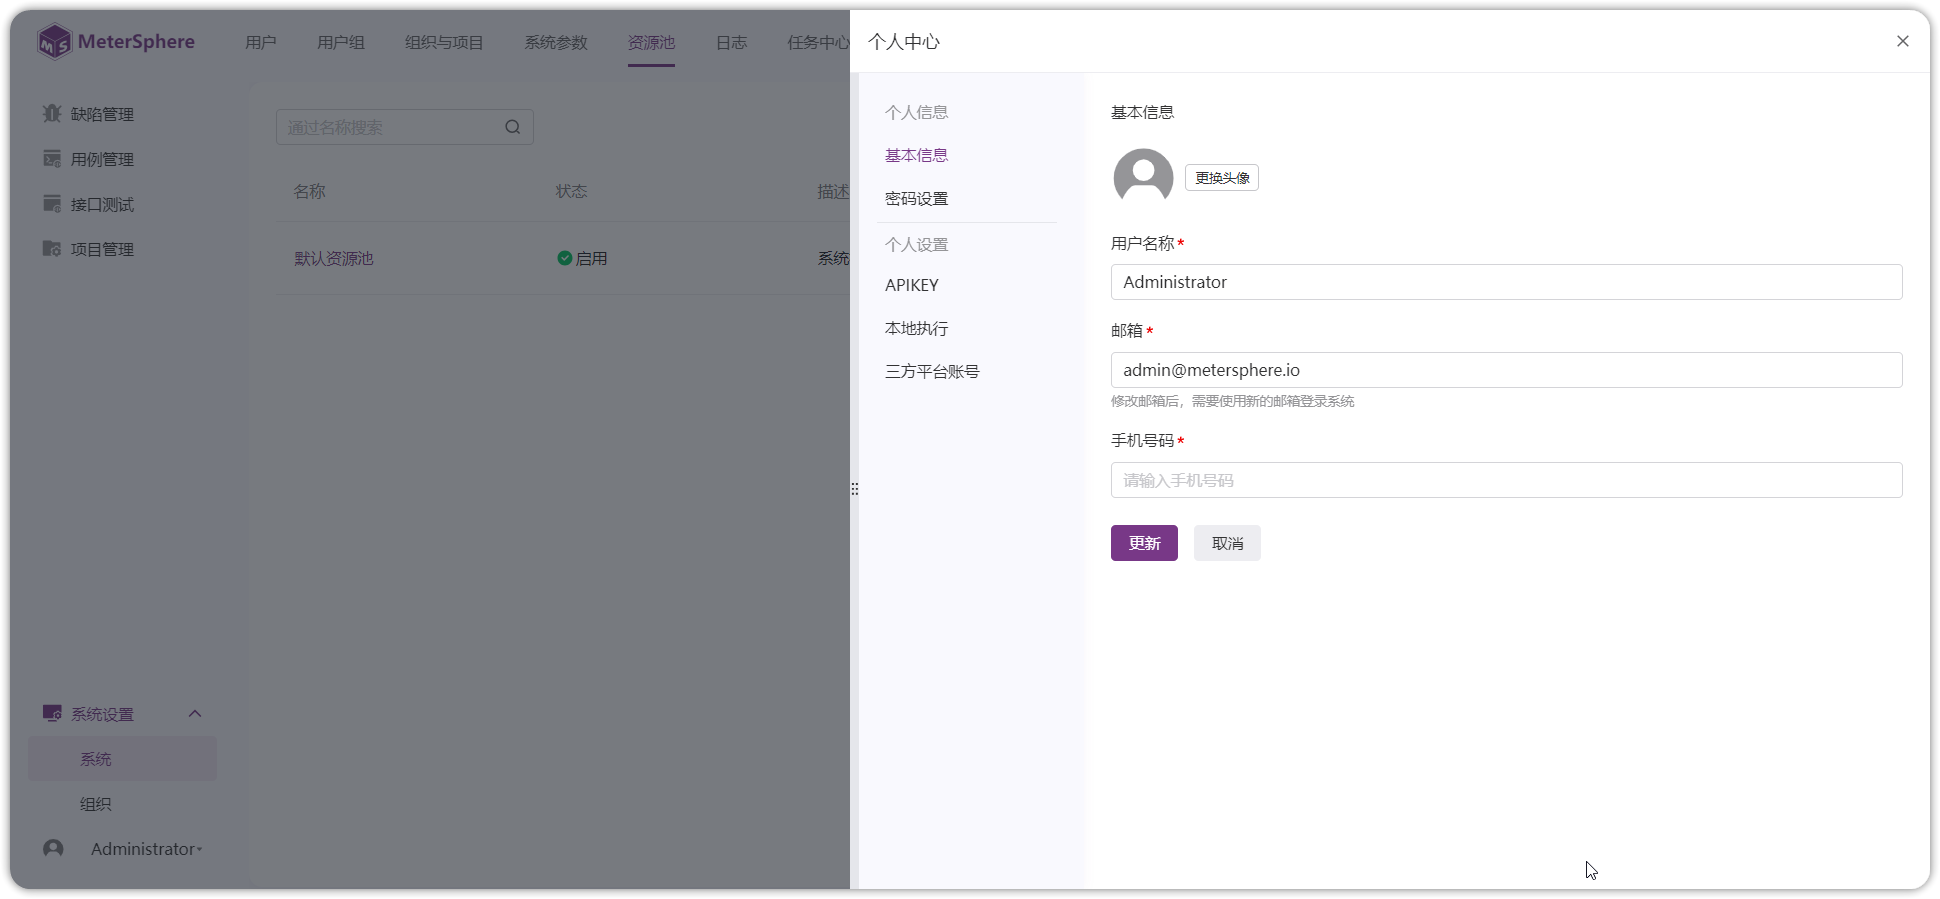 MeterSphere
用户
用户组
组织与项目
系统参数
资源池
日志
任务中心
缺陷管理
用例管理
接口测试
项目管理
通过名称搜索
名称
状态
描述
默认资源池
启用
系统
系统设置
系统
组织
Administrator
个人中心
个人信息
基本信息
密码设置
个人设置
APIKEY
本地执行
三方平台账号
基本信息
更换头像
用户名称*
Administrator
邮箱*
admin@metersphere.io
修改邮箱后，需要使用新的邮箱登录系统
手机号码*
请输入手机号码
更新
取消